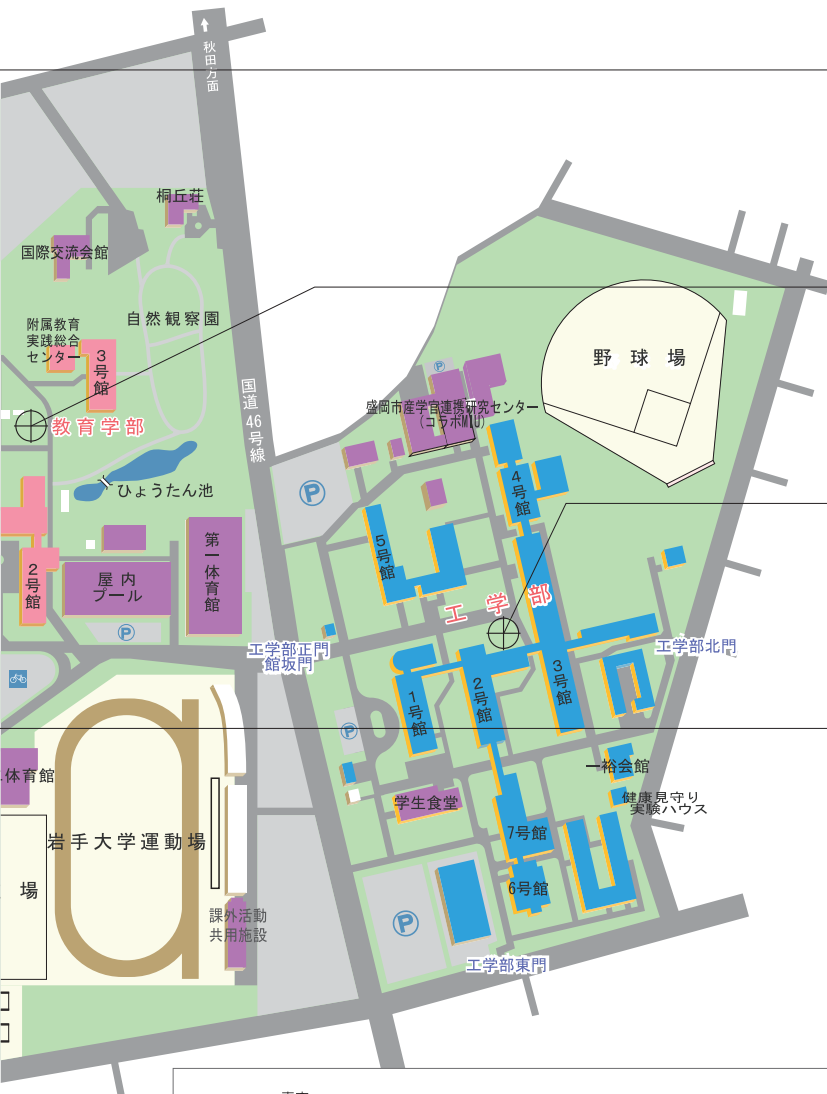 秋田方面
桐丘荘
国際交流会館
自然観察園
附属教育
実践総合
センター
3号館
教育学部
国道46号線
野球場
P
盛岡市産学官連携研究センター
(コラボMIU)
ひょうたん池
P
4号館
5号館
第一体育館
2号館
屋内
プール
P
工学部
工学部正門
館坂門
工学部北門
1号館
2号館
3号館
P
体育館
一裕会館
健康見守り
実験ハウス
学生食堂
7号館
岩手大学運動場
場
6号館
課外活動
共用施設
P
工学部東門